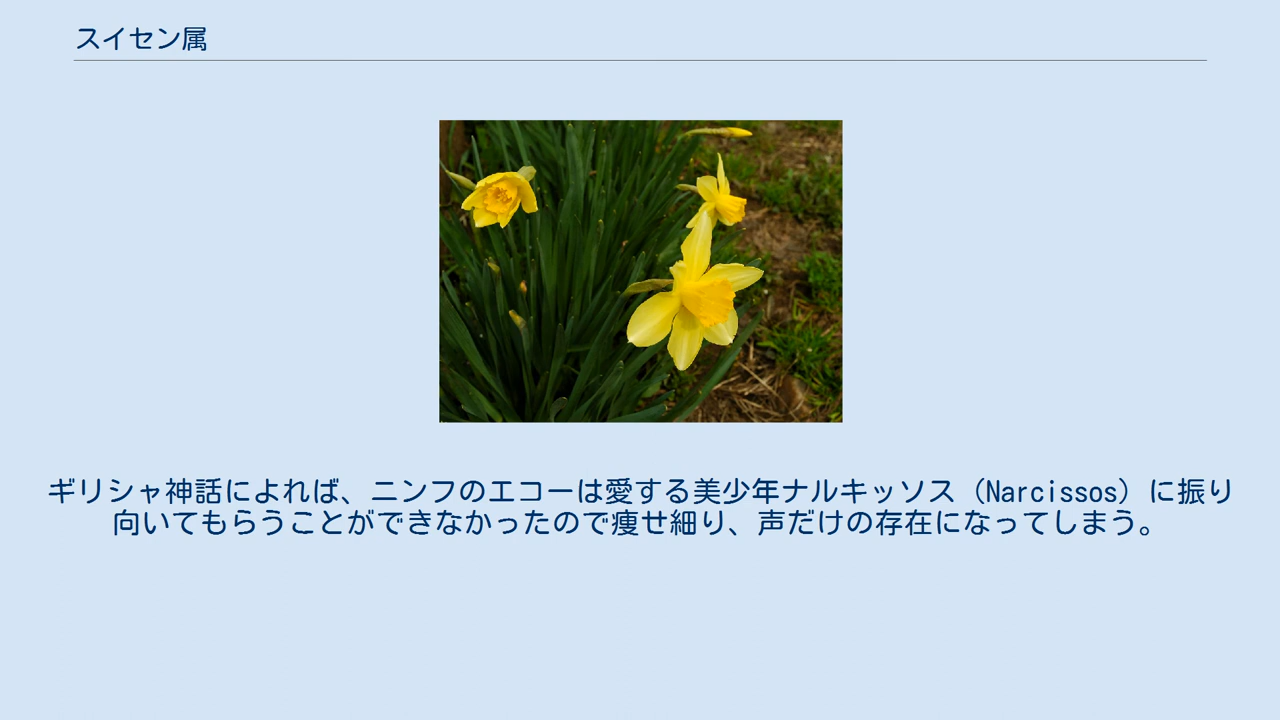 スイセン属
ギリシャ神話によれば、ニンフのエコーは愛する美少年ナルキッソス（Narcissos）に振り
向いてもらうことができなかったので痩せ細り、声だけの存在になってしまう。